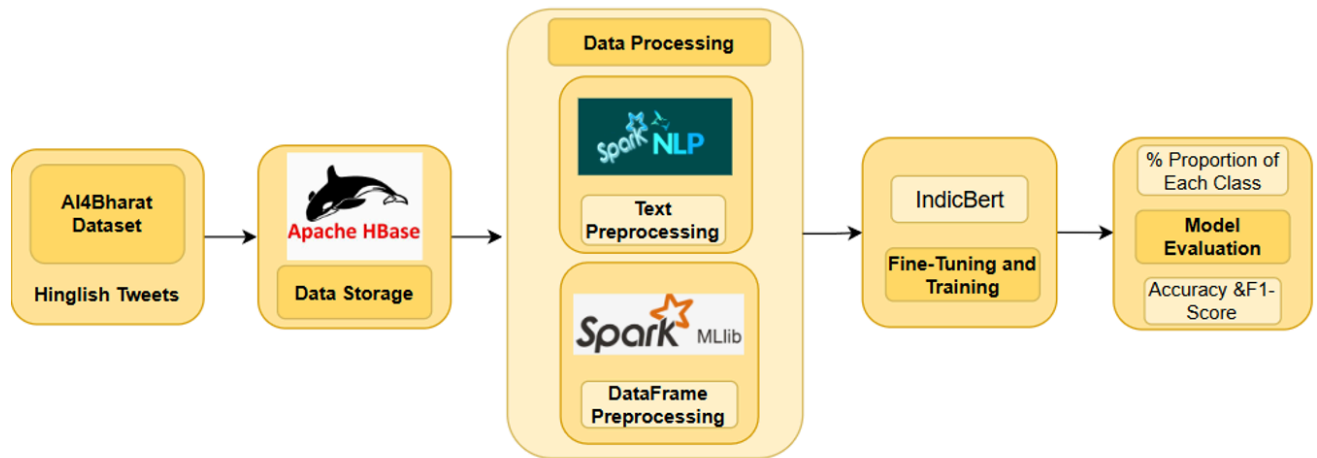 AI4Bharat
Dataset
Hinglish Tweets
Apache HBase
Data Storage
Data Processing
Spark NLP
Text
Preprocessing
Spark MLlib
DataFrame
Preprocessing
IndicBert
Fine-Tuning and
Training
% Proportion of
Each Class
Model
Evaluation
Accuracy &F1-
Score